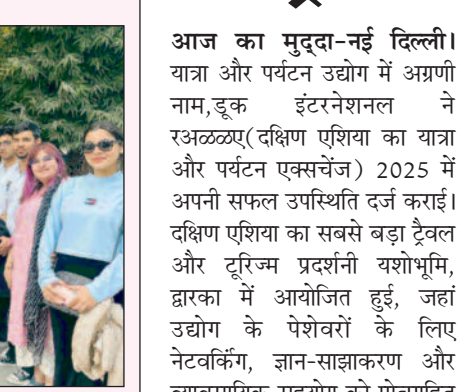 आज का मुद्दा-नई दिल्ली।
यात्रा और पर्यटन उद्योग में अग्रणी
नाम,डूक इंटरनेशनल ने
रअळळए(दक्षिण एशिया का यात्रा
और पर्यटन एक्सचेंज) 2025 में
अपनी सफल उपस्थिति दर्ज कराई।
दक्षिण एशिया का सबसे बड़ा ट्रैवल
और टूरिज्म प्रदर्शनी यशोभूमि,
द्वारका में आयोजित हुई, जहां
उद्योग के पेशेवरों के लिए
नेटवर्किंग, ज्ञान-साझाकरण और